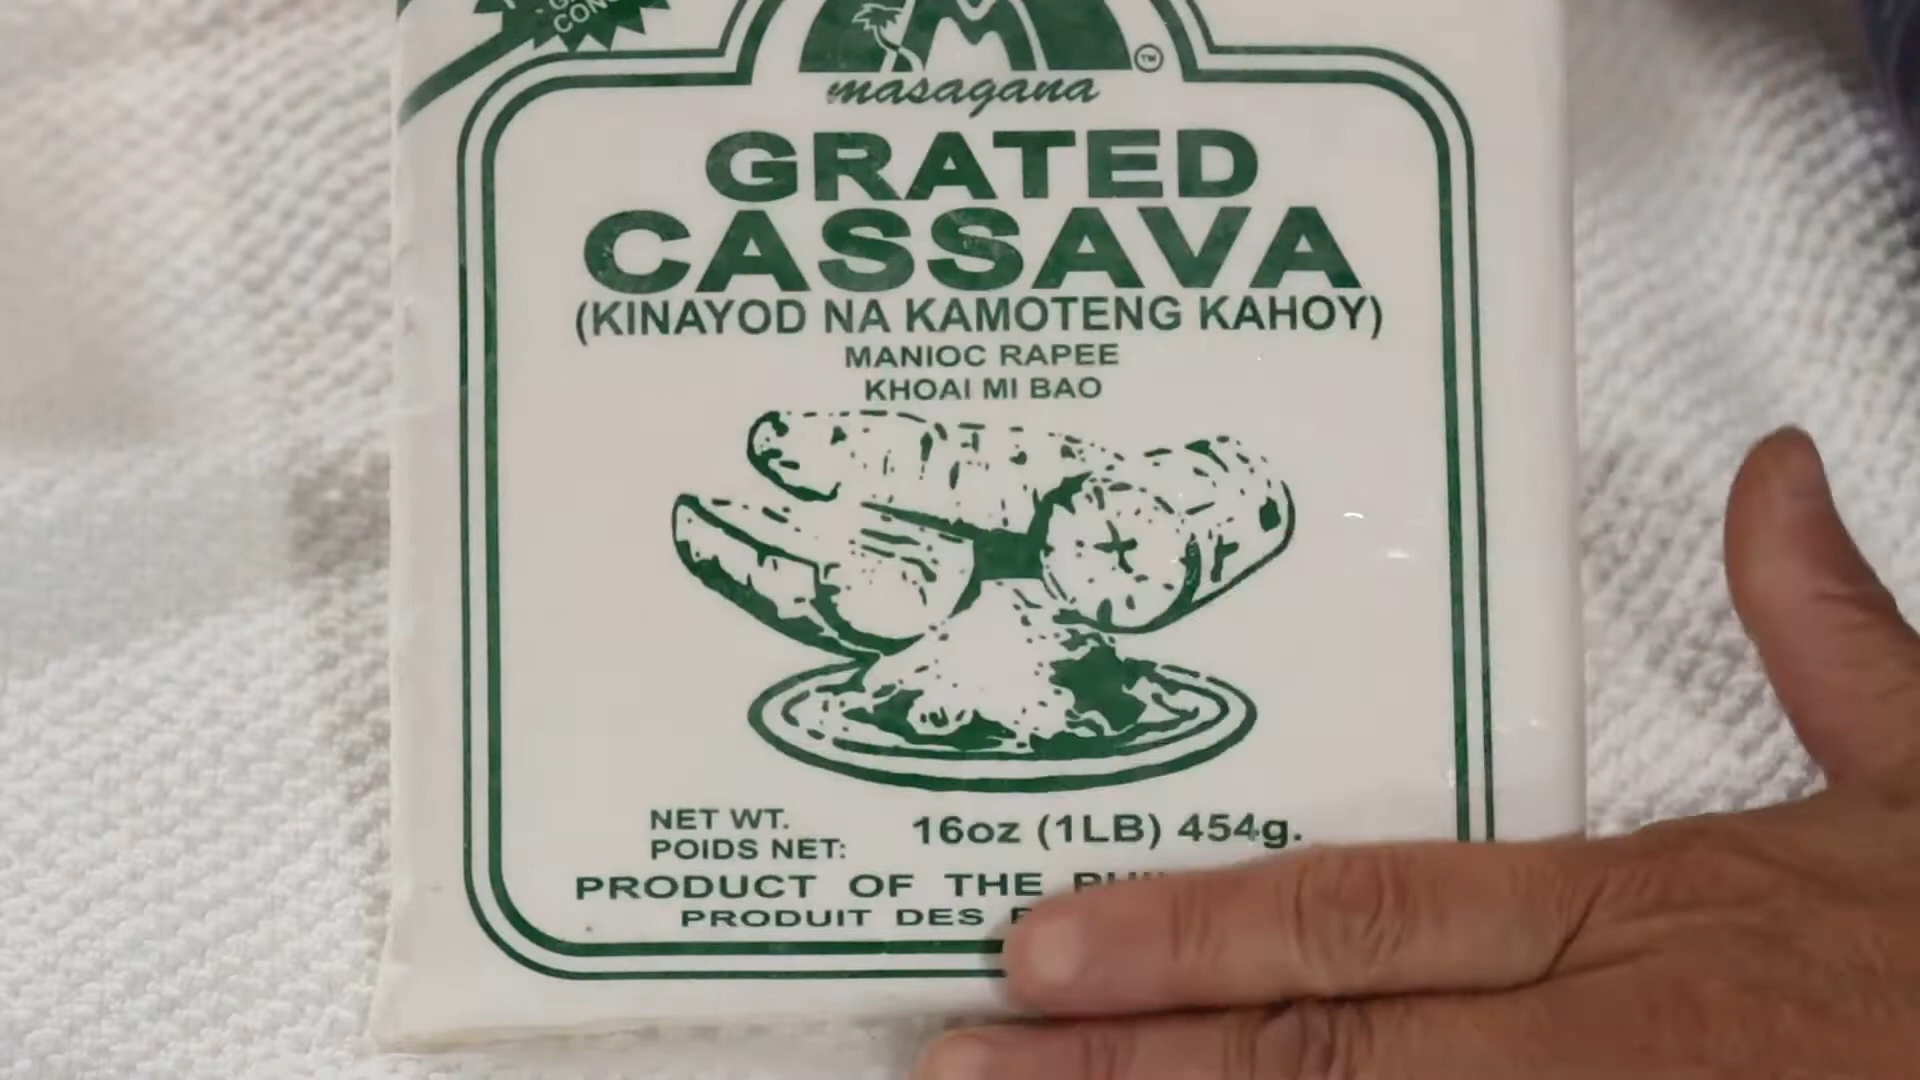 masagana
TM
GRATED
CASSAVA
(KINAYOD NA KAMOTENG KAHOY)
MANIOC RAPEE
KHOAI MI BAO
NET WT.
POIDS NET:
16oz (1LB) 454g.
PRODUCT OF THE
PRODUIT DES